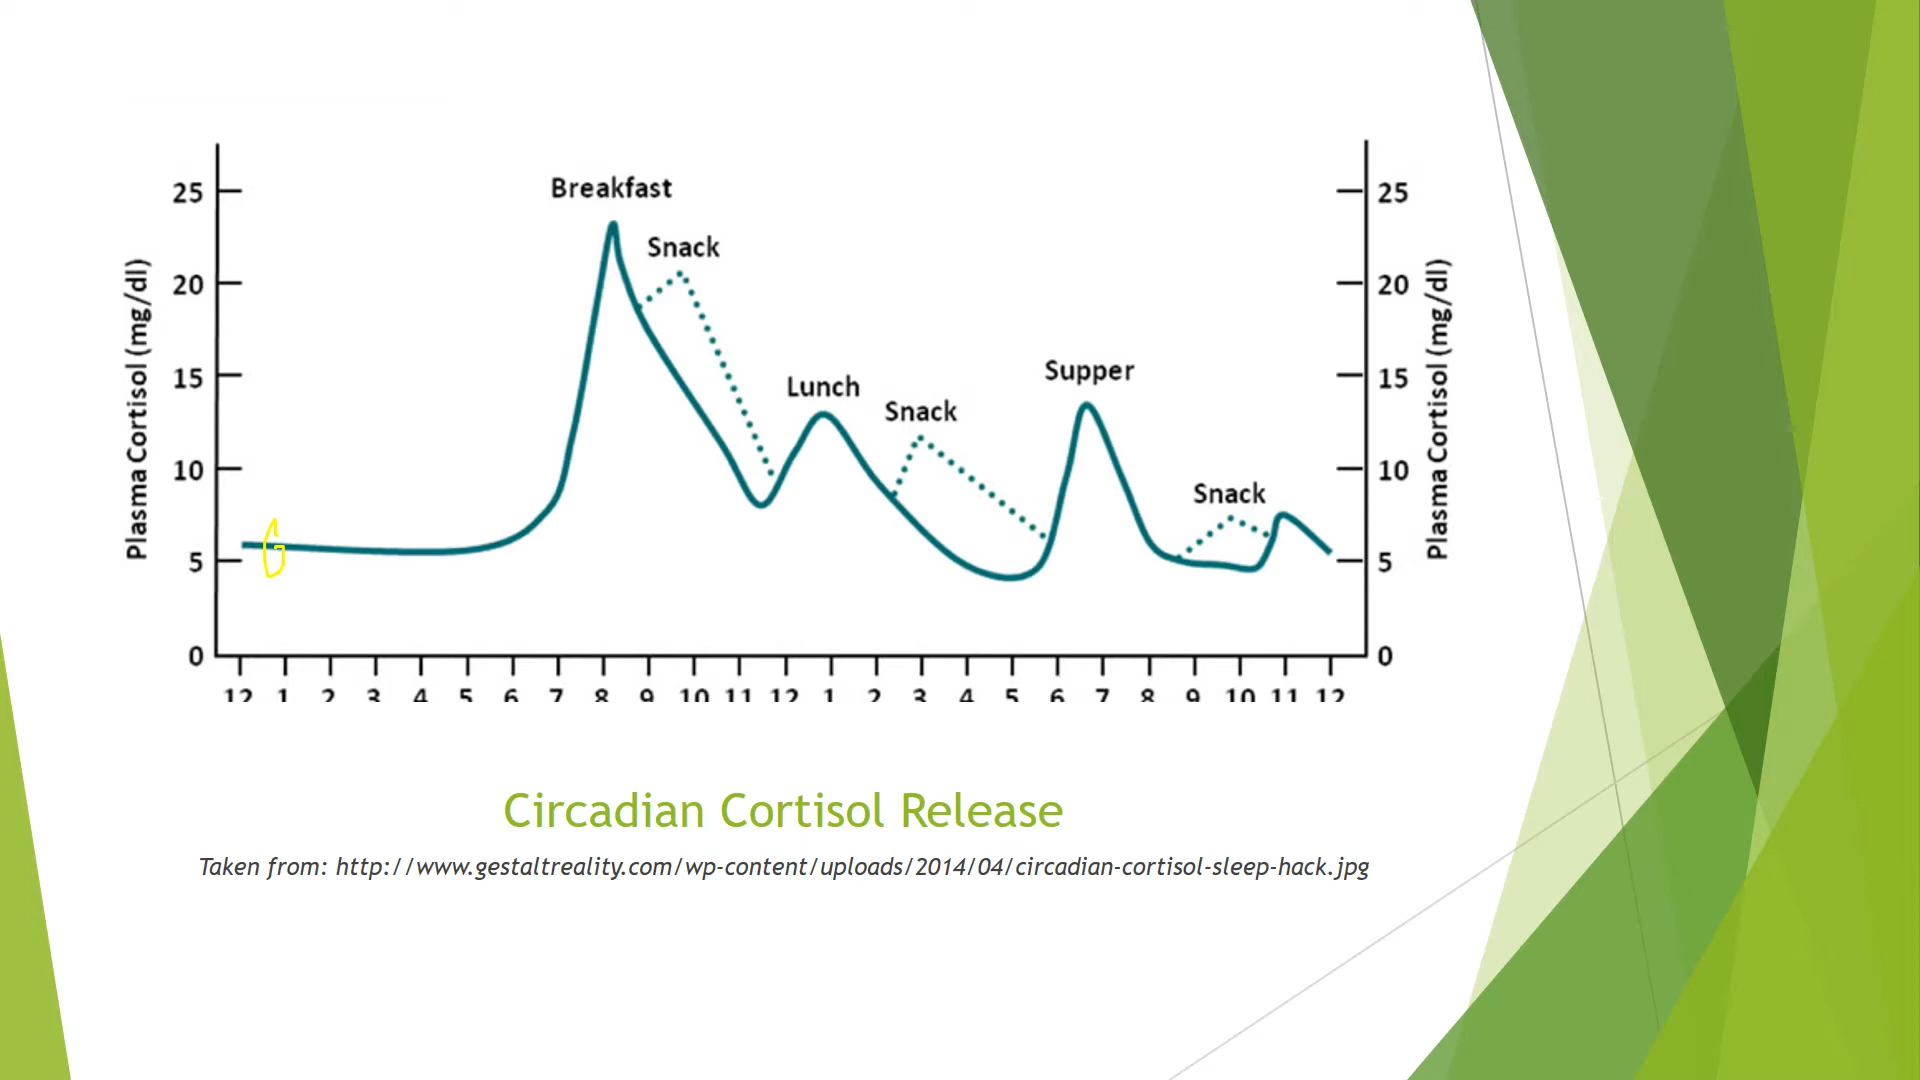 Breakfast
Snack
Lunch
Snack
Supper
Snack
25
20
15
10
5
0
Plasma Cortisol (mg/dl)
25
20
15
10
5
0
Plasma Cortisol (mg/dl)
12 1 2 3 4 5 6 7 8 9 10 11 12 1 2 3 4 5 6 7 8 9 10 11 12
Circadian Cortisol Release
Taken from: http://www.gestaltreality.com/wp-content/uploads/2014/04/circadian-cortisol-sleep-hack.jpg